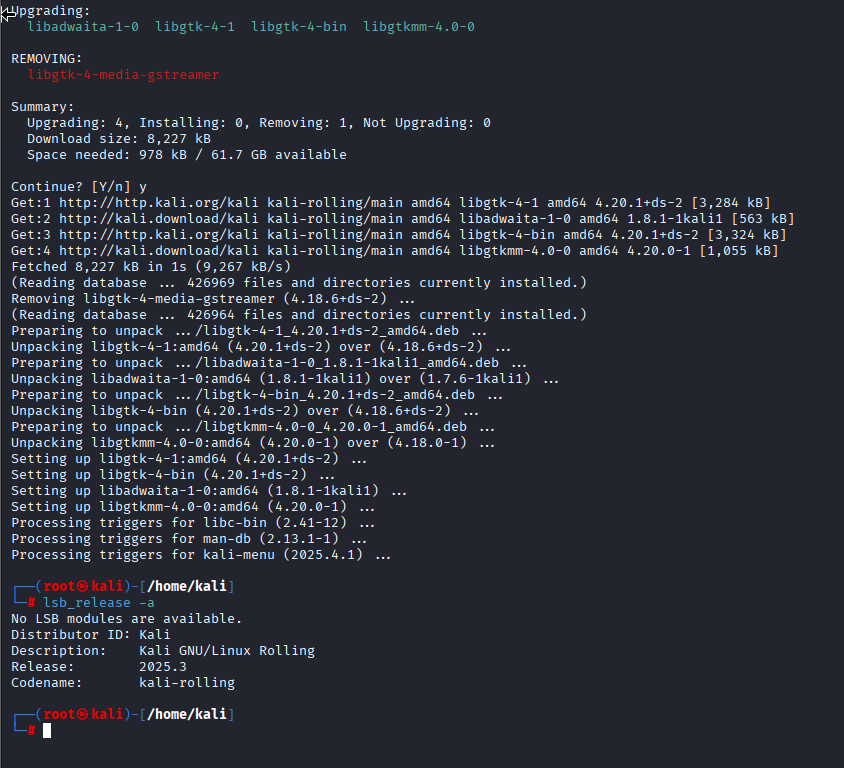 Upgrading:
  libadwaita-1-0  libgtk-4-1  libgtk-4-bin  libgtkmm-4.0-0

REMOVING:
  libgtk-4-media-gstreamer

Summary:
  Upgrading: 4, Installing: 0, Removing: 1, Not Upgrading: 0
  Download size: 8,227 kB
  Space needed: 978 kB / 61.7 GB available

Continue? [Y/n] y
Get:1 http://http.kali.org/kali kali-rolling/main amd64 libgtk-4-1 amd64 4.20.1+ds-2 [3,284 kB]
Get:2 http://kali.download/kali kali-rolling/main amd64 libadwaita-1-0 amd64 1.8.1-1kali1 [563 kB]
Get:3 http://http.kali.org/kali kali-rolling/main amd64 libgtk-4-bin amd64 4.20.1+ds-2 [3,324 kB]
Get:4 http://kali.download/kali kali-rolling/main amd64 libgtkmm-4.0-0 amd64 4.20.0-1 [1,055 kB]
Fetched 8,227 kB in 1s (9,267 kB/s)
(Reading database ... 426969 files and directories currently installed.)
Removing libgtk-4-media-gstreamer (4.18.6+ds-2) ...
(Reading database ... 426964 files and directories currently installed.)
Preparing to unpack .../libgtk-4-1_4.20.1+ds-2_amd64.deb ...
Unpacking libgtk-4-1:amd64 (4.20.1+ds-2) over (4.18.6+ds-2) ...
Preparing to unpack .../libadwaita-1-0_1.8.1-1kali1_amd64.deb ...
Unpacking libadwaita-1-0:amd64 (1.8.1-1kali1) over (1.7.6-1kali1) ...
Preparing to unpack .../libgtk-4-bin_4.20.1+ds-2_amd64.deb ...
Unpacking libgtk-4-bin (4.20.1+ds-2) over (4.18.6+ds-2) ...
Preparing to unpack .../libgtkmm-4.0-0_4.20.0-1_amd64.deb ...
Unpacking libgtkmm-4.0-0:amd64 (4.20.0-1) over (4.18.0-1) ...
Setting up libgtk-4-1:amd64 (4.20.1+ds-2) ...
Setting up libgtk-4-bin (4.20.1+ds-2) ...
Setting up libadwaita-1-0:amd64 (1.8.1-1kali1) ...
Setting up libgtkmm-4.0-0:amd64 (4.20.0-1) ...
Processing triggers for libc-bin (2.41-12) ...
Processing triggers for man-db (2.13.1-1) ...
Processing triggers for kali-menu (2025.4.1) ...

┌──(root㉿kali)-[/home/kali]
└─# lsb_release -a
No LSB modules are available.
Distributor ID: Kali
Description:    Kali GNU/Linux Rolling
Release:        2025.3
Codename:       kali-rolling

┌──(root㉿kali)-[/home/kali]
└─#